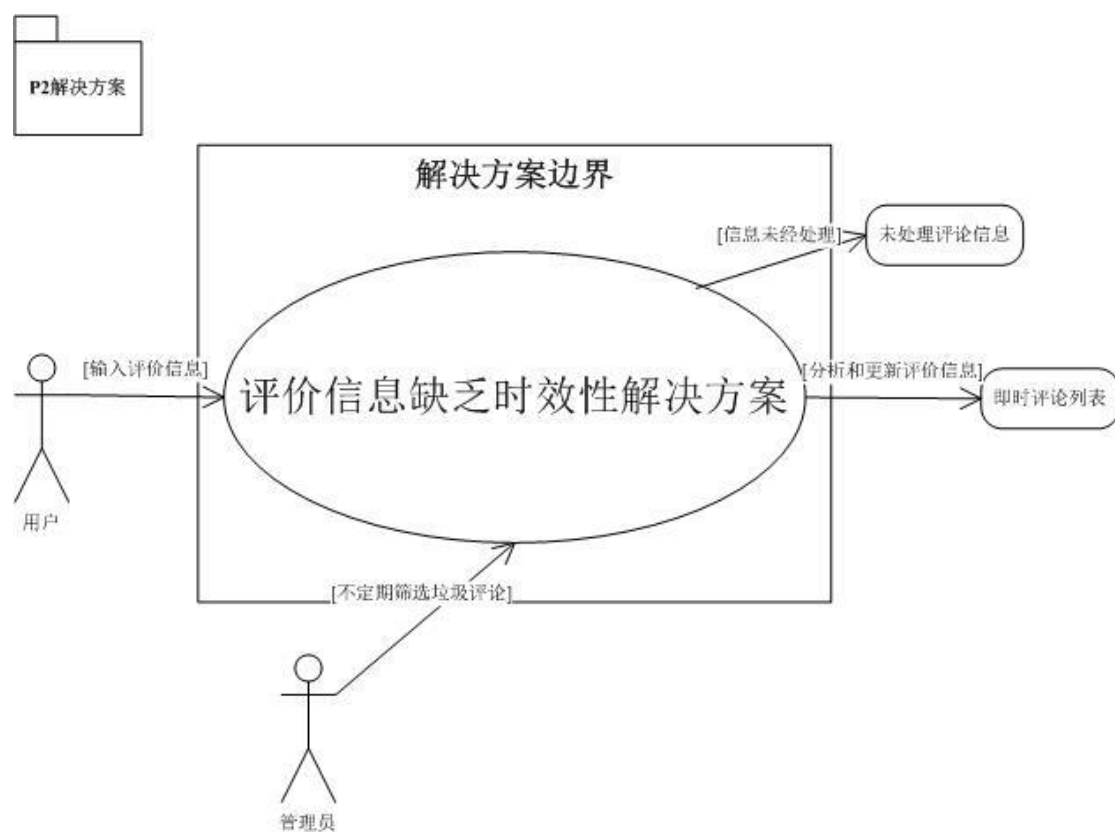 P2解决方案
解决方案边界
[信息未经处理]
未处理评论信息
[输入评价信息]
[分析和更新评价信息]
评价信息缺乏时效性解决方案
即时评论列表
用户
[不定期筛选垃圾评论]
管理员